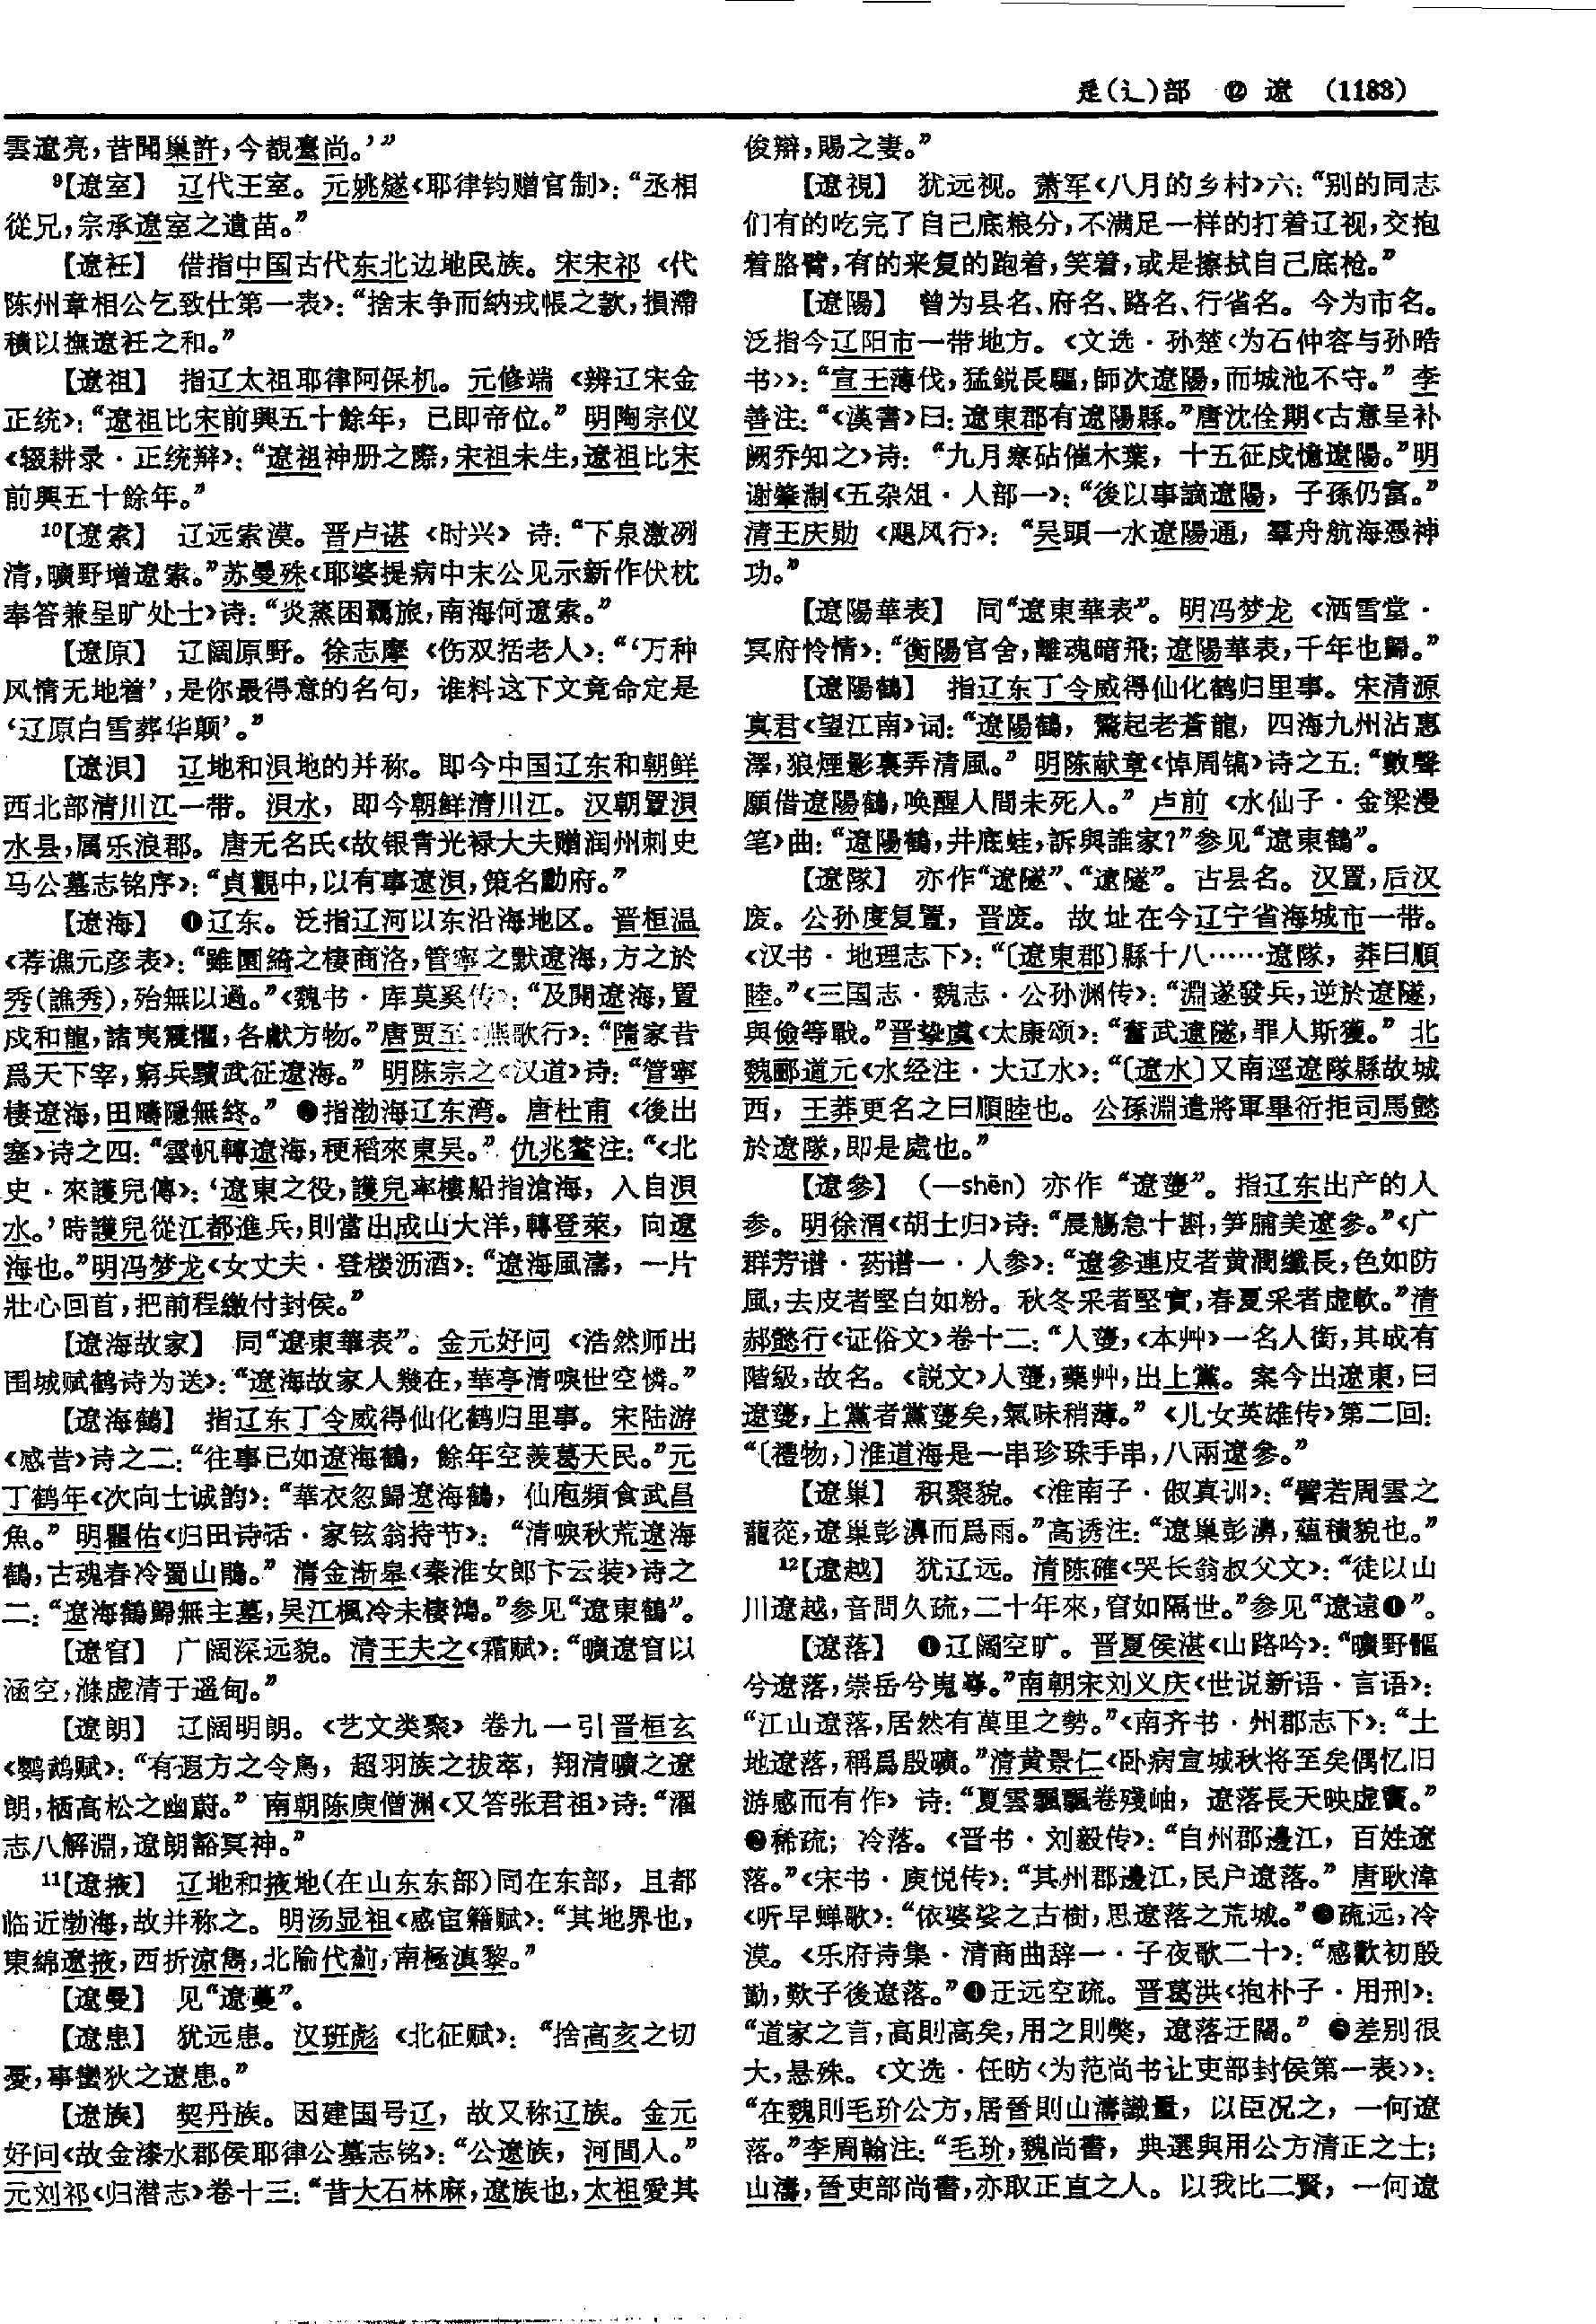 辵(辶)部 ⑫ 遼 (1183)
雲遼亮，昔聞巢許，今覩臺尚。’”
⁹【遼室】 辽代王室。元姚燧《耶律钧赠官制》：“丞相
從兄，宗承遼室之遺苗。”
【遼衽】 借指中国古代东北边地民族。宋宋祁《代
陈州章相公乞致仕第一表》：“捨末争而納戎帳之款，損滯
積以撫遼衽之和。”
【遼祖】 指辽太祖耶律阿保机。元修端《辨辽宋金
正统》：“遼祖比宋前興五十餘年，已即帝位。”明陶宗仪
《辍耕录·正统辩》：“遼祖神册之際，宋祖未生，遼祖比宋
前興五十餘年。”
¹⁰【遼索】 辽远索漠。晋卢谌《时兴》诗：“下泉激冽
清，曠野增遼索。”苏曼殊《耶婆提病中末公见示新作伏枕
奉答兼呈旷处士》诗：“炎蒸困羈旅，南海何遼索。”
【遼原】 辽阔原野。徐志摩《伤双括老人》：“‘万种
风情无地着’，是你最得意的名句，谁料这下文竟命定是
‘辽原白雪葬华颠’。”
【遼浿】 辽地和浿地的并称。即今中国辽东和朝鲜
西北部清川江一带。浿水，即今朝鲜清川江。汉朝置浿
水县，属乐浪郡。唐无名氏《故银青光禄大夫赠润州刺史
马公墓志铭序》：“貞觀中，以有事遼浿，策名勳府。”
【遼海】 ❶辽东。泛指辽河以东沿海地区。晋桓温
《荐谯元彦表》：“雖園綺之棲商洛，管寧之默遼海，方之於
秀(譙秀)，殆無以過。”《魏书·库莫奚传》：“及開遼海，置
戍和龍，諸夷震懼，各獻方物。”唐贾至《燕歌行》：“隋家昔
爲天下宰，窮兵黷武征遼海。”明陈宗之《汉道》诗：“管寧
棲遼海，田疇隱無終。”❷指渤海辽东湾。唐杜甫《後出
塞》诗之四：“雲帆轉遼海，稉稻來東吴。”仇兆鳌注：“《北
史·來護兒傳》：‘遼東之役，護兒率樓船指滄海，入自浿
水。’時護兒從江都進兵，則當出成山大洋，轉登萊，向遼
海也。”明冯梦龙《女丈夫·登楼沥酒》：“遼海風濤，一片
壯心回首，把前程繳付封侯。”
【遼海故家】 同“遼東華表”。金元好问《浩然师出
围城赋鹤诗为送》：“遼海故家人幾在，華亭清唳世空憐。”
【遼海鶴】 指辽东丁令威得仙化鹤归里事。宋陆游
《感昔》诗之二：“往事已如遼海鶴，餘年空羨葛天民。”元
丁鹤年《次向士诚韵》：“華衣忽歸遼海鶴，仙庖頻食武昌
魚。”明瞿佑《归田诗话·家铉翁持节》：“清唳秋荒遼海
鶴，古魂春冷蜀山鵑。”清金渐皋《秦淮女郎卞云装》诗之
二：“遼海鶴歸無主墓，吴江楓冷未棲鴻。”参见“遼東鶴”。
【遼窅】 广阔深远貌。清王夫之《霜赋》：“曠遼窅以
涵空，滌虚清于遥甸。”
【遼朗】 辽阔明朗。《艺文类聚》卷九一引晋桓玄
《鹦鹉赋》：“有遐方之令鳥，超羽族之拔萃，翔清曠之遼
朗，栖高松之幽蔚。”南朝陈庾僧渊《又答张君祖》诗：“濯
志八解淵，遼朗豁冥神。”
¹¹【遼掖】 辽地和掖地(在山东东部)同在东部，且都
临近渤海，故并称之。明汤显祖《感宦籍赋》：“其地界也，
東綿遼掖，西折凉雋，北隃代薊，南極滇黎。”
【遼曼】 见“遼蔓”。
【遼患】 犹远患。汉班彪《北征赋》：“捨高亥之切
憂，事蠻狄之遼患。”
【遼族】 契丹族。因建国号辽，故又称辽族。金元
好问《故金漆水郡侯耶律公墓志铭》：“公遼族，河間人。”
元刘祁《归潜志》卷十三：“昔大石林麻，遼族也，太祖愛其
俊辯，賜之妻。”
【遼視】 犹远视。萧军《八月的乡村》六：“别的同志
们有的吃完了自己底粮分，不满足一样的打着辽视，交抱
着胳臂，有的来复的跑着，笑着，或是擦拭自己底枪。”
【遼陽】 曾为县名、府名、路名、行省名。今为市名。
泛指今辽阳市一带地方。《文选·孙楚〈为石仲容与孙晧
书〉》：“宣王薄伐，猛鋭長驅，師次遼陽，而城池不守。”李
善注：“《漢書》曰：遼東郡有遼陽縣。”唐沈佺期《古意呈补
阙乔知之》诗：“九月寒砧催木葉，十五征戍憶遼陽。”明
谢肇淛《五杂俎·人部一》：“後以事謫遼陽，子孫仍富。”
清王庆勋《飓风行》：“吴頭一水遼陽通，羣舟航海憑神
功。”
【遼陽華表】 同“遼東華表”。明冯梦龙《洒雪堂·
冥府怜情》：“衡陽官舍，離魂暗飛；遼陽華表，千年也歸。”
【遼陽鶴】 指辽东丁令威得仙化鹤归里事。宋清源
真君《望江南》词：“遼陽鶴，驚起老蒼龍，四海九州沾惠
澤，狼煙影裏弄清風。”明陈献章《悼周镐》诗之五：“數聲
願借遼陽鶴，唤醒人間未死人。”卢前《水仙子·金梁漫
笔》曲：“遼陽鶴，井底蛙，訴與誰家？”参见“遼東鶴”。
【遼隊】 亦作“遼隧”、“遼隧”。古县名。汉置，后汉
废。公孙度复置，晋废。故址在今辽宁省海城市一带。
《汉书·地理志下》：“〔遼東郡〕縣十八……遼隊，莽曰順
睦。”《三国志·魏志·公孙渊传》：“淵遂發兵，逆於遼隧，
與儉等戰。”晋挚虞《太康颂》：“奮武遼隧，罪人斯獲。”北
魏郦道元《水经注·大辽水》：“〔遼水〕又南逕遼隊縣故城
西，王莽更名之曰順睦也。公孫淵遣將軍畢衍拒司馬懿
於遼隊，即是處也。”
【遼參】 (—shēn) 亦作“遼蓡”。指辽东出产的人
参。明徐渭《胡士归》诗：“晨觴急十斟，笋脯美遼參。”《广
群芳谱·药谱一·人参》：“遼參連皮者黄潤纖長，色如防
風，去皮者堅白如粉。秋冬采者堅實，春夏采者虚軟。”清
郝懿行《证俗文》卷十二：“人蓡，《本艸》一名人銜，其成有
階級，故名。《説文》人蓡，藥艸，出上黨。案今出遼東，曰
遼蓡，上黨者黨蓡矣，氣味稍薄。”《儿女英雄传》第二回：
“〔禮物，〕淮道海是一串珍珠手串，八兩遼參。”
【遼巢】 积聚貌。《淮南子·俶真训》：“譬若周雲之
蘢蓯，遼巢彭濞而爲雨。”高诱注：“遼巢彭濞，藴積貌也。”
¹²【遼越】 犹辽远。清陈確《哭长翁叔父文》：“徒以山
川遼越，音問久疏，二十年來，窅如隔世。”参见“遼遠❶”。
【遼落】 ❶辽阔空旷。晋夏侯湛《山路吟》：“曠野軀
兮遼落，崇岳兮嵬崿。”南朝宋刘义庆《世说新语·言语》：
“江山遼落，居然有萬里之勢。”《南齐书·州郡志下》：“土
地遼落，稱爲殷曠。”清黄景仁《卧病宣城秋将至矣偶忆旧
游感而有作》诗：“夏雲飄飄卷殘岫，遼落長天映虚竇。”
❷稀疏；冷落。《晋书·刘毅传》：“自州郡邊江，百姓遼
落。”《宋书·庾悦传》：“其州郡邊江，民户遼落。”唐耿湋
《听早蝉歌》：“依婆娑之古樹，思遼落之荒城。”❸疏远，冷
漠。《乐府诗集·清商曲辞一·子夜歌二十》：“感歡初殷
勤，歎子後遼落。”❹迂远空疏。晋葛洪《抱朴子·用刑》：
“道家之言，高則高矣，用之則弊，遼落迂闊。”❺差别很
大，悬殊。《文选·任昉〈为范尚书让吏部封侯第一表〉》：
“在魏則毛玠公方，居晉則山濤識量，以臣况之，一何遼
落。”李周翰注：“毛玠，魏尚書，典選與用公方清正之士；
山濤，晉吏部尚書，亦取正直之人。以我比二賢，一何遼